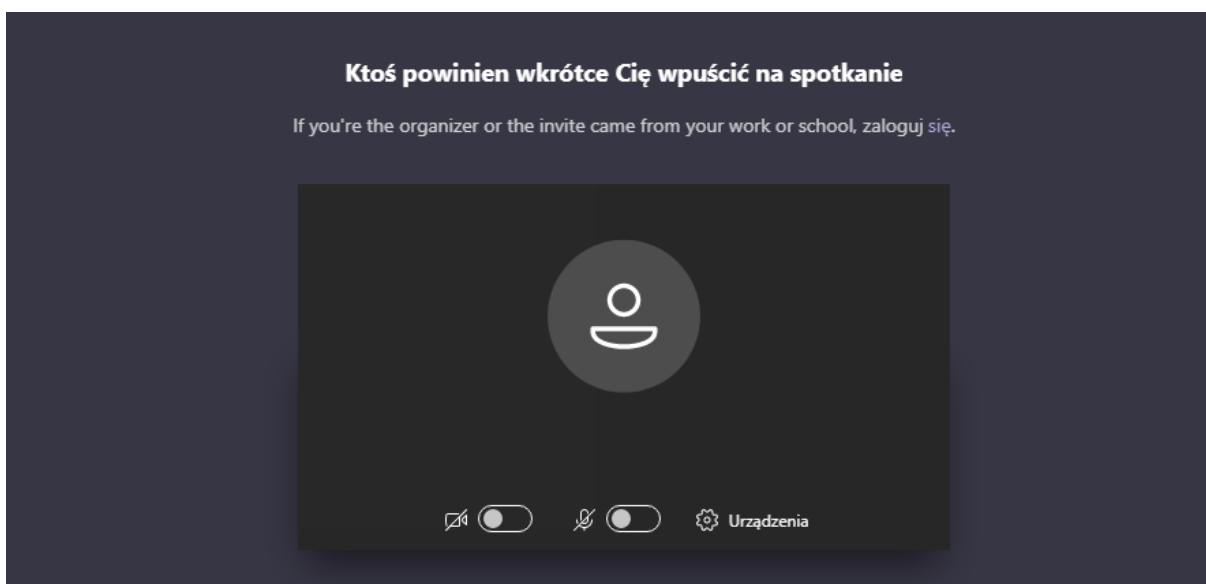 Ktoś powinien wkrótce Cię wpuścić na spotkanie
If you're the organizer or the invite came from your work or school, zaloguj się.
Urządzenia